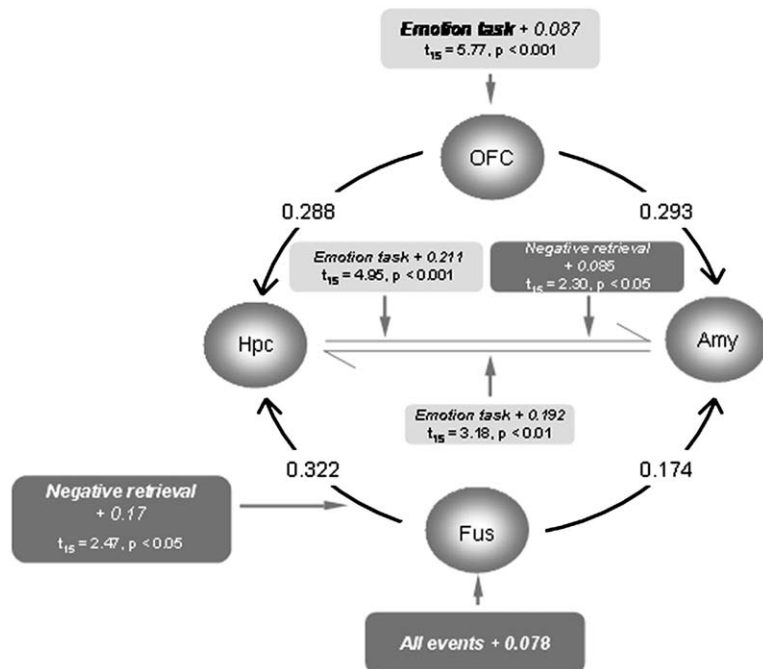 Emotion task + 0.087
t15 = 5.77, p < 0.001
OFC
0.288
0.293
Emotion task + 0.211
t15 = 4.95, p < 0.001
Negative retrieval
+ 0.085
t15 = 2.30, p < 0.05
Hpc
Amy
Emotion task + 0.192
t15 = 3.18, p < 0.01
0.322
0.174
Negative retrieval
+ 0.17
t15 = 2.47, p < 0.05
Fus
All events + 0.078